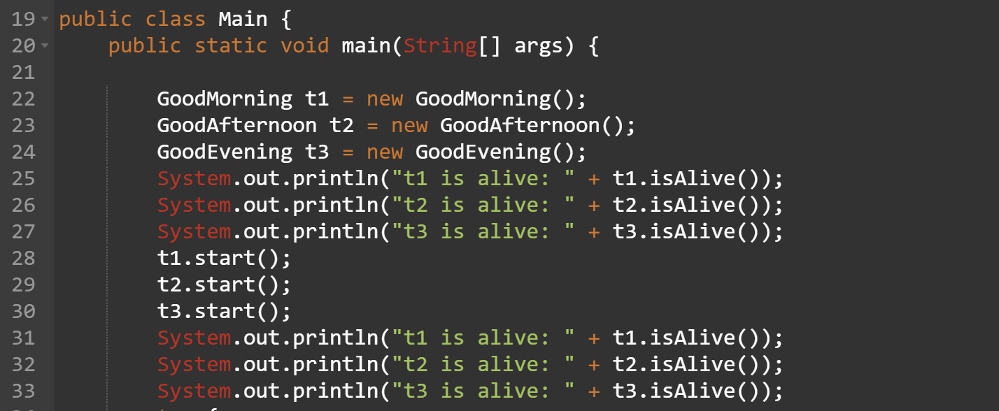 19 public class Main {
20 public static void main(String[] args) {
21
22 GoodMorning t1 = new GoodMorning();
23 GoodAfternoon t2 = new GoodAfternoon();
24 GoodEvening t3 = new GoodEvening();
25 System.out.println("t1 is alive: " + t1.isAlive());
26 System.out.println("t2 is alive: " + t2.isAlive());
27 System.out.println("t3 is alive: " + t3.isAlive());
28 t1.start();
29 t2.start();
30 t3.start();
31 System.out.println("t1 is alive: " + t1.isAlive());
32 System.out.println("t2 is alive: " + t2.isAlive());
33 System.out.println("t3 is alive: " + t3.isAlive());